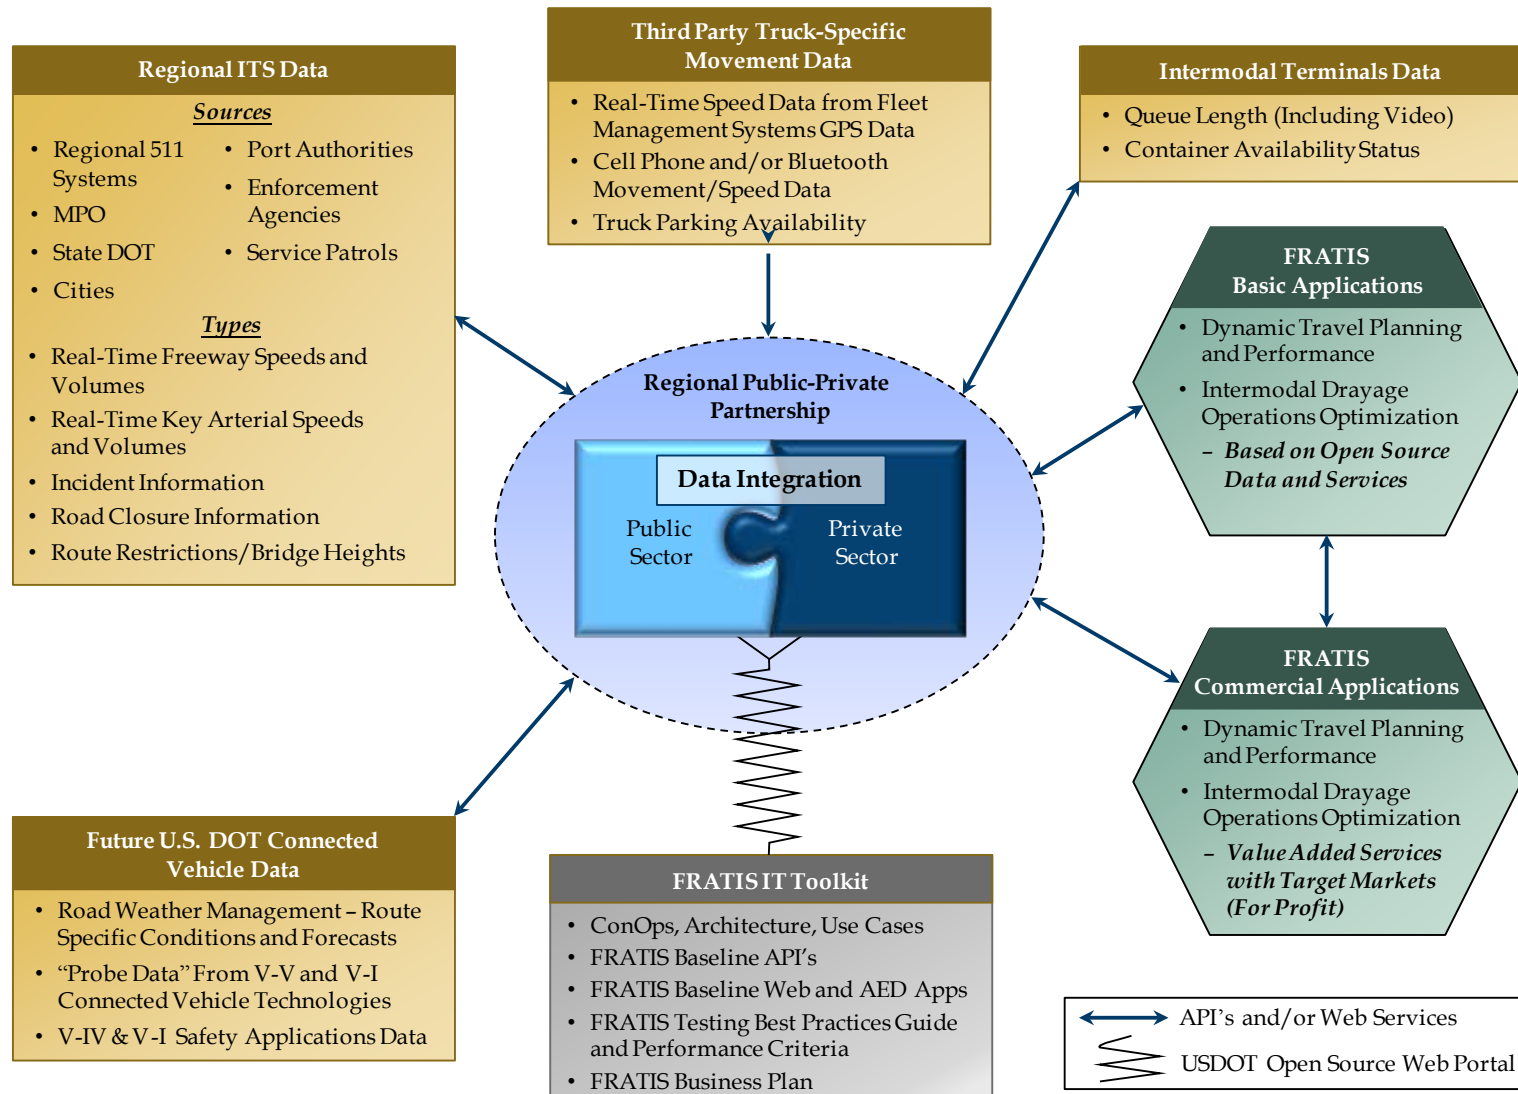 Regional ITS Data
Sources
• Regional 511
Systems
• MPO
• State DOT
• Cities
• Port Authorities
• Enforcement
Agencies
• Service Patrols
Types
• Real-Time Freeway Speeds and
Volumes
• Real-Time Key Arterial Speeds
and Volumes
• Incident Information
• Road Closure Information
• Route Restrictions/Bridge Heights
Third Party Truck-Specific
Movement Data
• Real-Time Speed Data from Fleet
Management Systems GPS Data
• Cell Phone and/or Bluetooth
Movement/Speed Data
• Truck Parking Availability
Intermodal Terminals Data
• Queue Length (Including Video)
• Container Availability Status
Regional Public-Private
Partnership
Data Integration
Public
Sector
Private
Sector
FRATIS
Basic Applications
• Dynamic Travel Planning
and Performance
• Intermodal Drayage
Operations Optimization
– Based on Open Source
Data and Services
FRATIS
Commercial Applications
• Dynamic Travel Planning
and Performance
• Intermodal Drayage
Operations Optimization
– Value Added Services
with Target Markets
(For Profit)
Future U.S. DOT Connected
Vehicle Data
• Road Weather Management – Route
Specific Conditions and Forecasts
• “Probe Data” From V-V and V-I
Connected Vehicle Technologies
• V-IV & V-I Safety Applications Data
FRATIS IT Toolkit
• ConOps, Architecture, Use Cases
• FRATIS Baseline API’s
• FRATIS Baseline Web and AED Apps
• FRATIS Testing Best Practices Guide
and Performance Criteria
• FRATIS Business Plan
API’s and/or Web Services
USDOT Open Source Web Portal